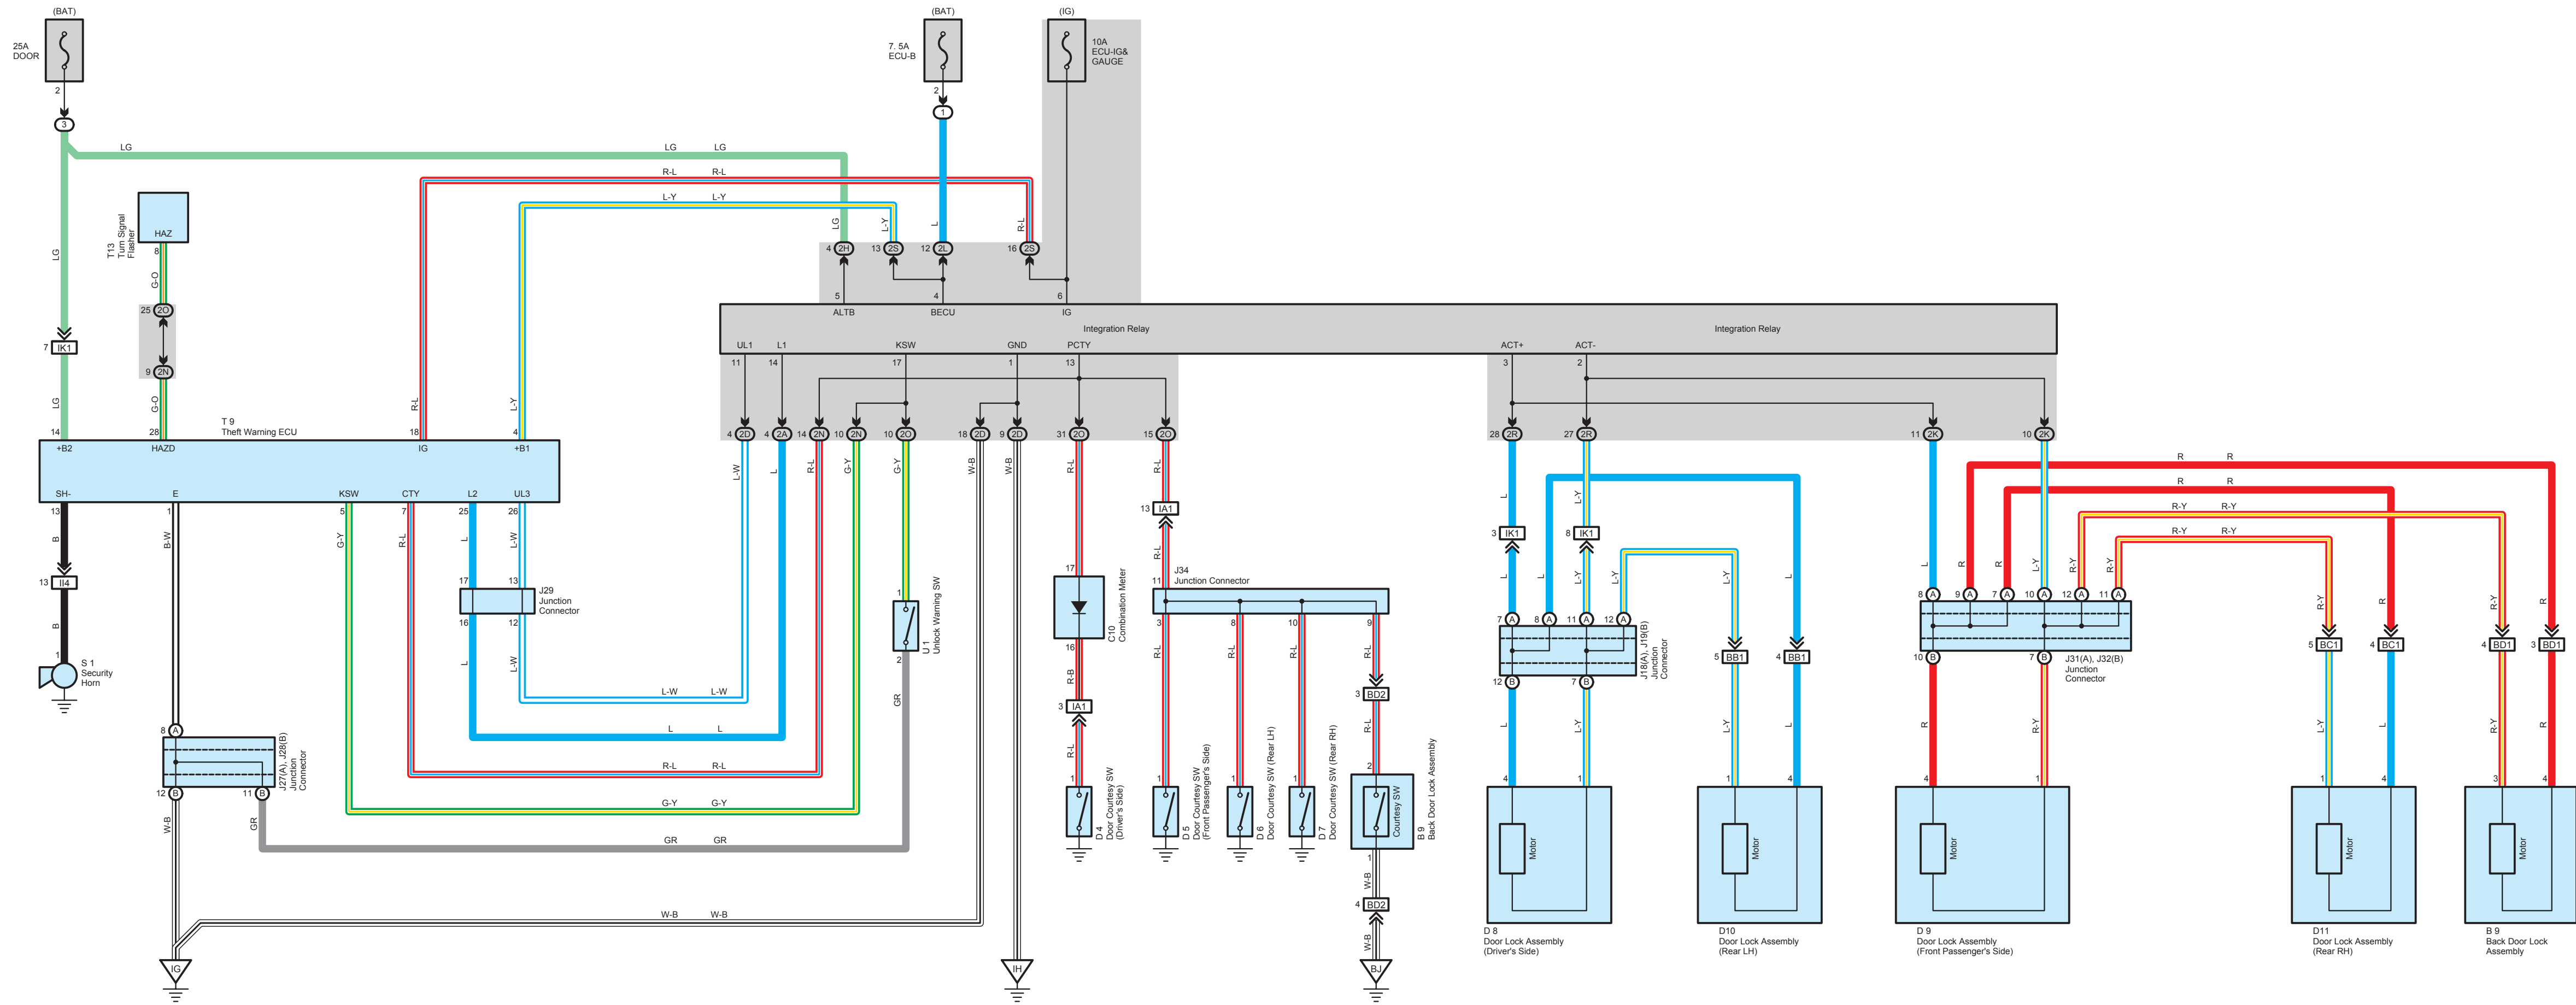 (BAT)
(BAT)
(IG)
25A
DOOR
7. 5A
ECU-B
10A
ECU-IG&
GAUGE
2
2
3
1
LG
LG
LG
R-L
R-L
L-Y
L-Y
LG
L-Y
L
R-L
HAZ
T13
Turn Signal
Flasher
8
G-O
LG
4 2H
13 2S
12 2L
16 2S
25 2O
5
4
6
ALTB
BECU
IG
Integration Relay
Integration Relay
7 IK1
9 2N
UL1
L1
KSW
GND
PCTY
ACT+
ACT-
11
14
17
1
13
3
2
LG
G-O
R-L
L-Y
T 9
Theft Warning ECU
14
28
18
4
4 2D
4 2A
14 2N
10 2N
10 2O
18 2D
9 2D
31 2O
15 2O
28 2R
27 2R
11 2K
10 2K
+B2
HAZD
IG
+B1
SH-
E
KSW
CTY
L2
UL3
13
1
5
7
25
26
B
B-W
G-Y
R-L
L
L-W
L-W
L
R-L
G-Y
G-Y
W-B
W-B
R-L
R-L
R
R
R
R
R-Y
R-Y
R-Y
R-Y
L
L-Y
13 IA1
R-L
3 IK1
8 IK1
L
L
L-Y
L-Y
L-Y
L
L
R
R
L-Y
R-Y
R-Y
13 II4
B
17
13
J29
Junction
Connector
16
12
L
L-W
1
U 1
Unlock Warning SW
2
17
C10
Combination Meter
16
R-B
J34
Junction Connector
11
3
8
10
9
R-L
R-L
R-L
R-L
7 A
8 A
11 A
12 A
J18(A), J19(B)
Junction
Connector
12 B
7 B
5 BB1
4 BB1
8 A
9 A
7 A
10 A
12 A
11 A
J31(A), J32(B)
Junction
Connector
10 B
7 B
R-Y
R
R-Y
R
5 BC1
4 BC1
4 BD1
3 BD1
1
S 1
Security
Horn
L-W
L-W
GR
3 IA1
R-L
3 BD2
R-L
L
L
L-Y
L-Y
L
R
R-Y
L-Y
L
R-Y
R
8 A
J27(A), J28(B)
Junction
Connector
12 B
11 B
W-B
GR
R-L
R-L
G-Y
G-Y
GR
GR
W-B
W-B
1
D 4
Door Courtesy SW
(Driver's Side)
1
D 5
Door Courtesy SW
(Front Passenger's Side)
1
D 6
Door Courtesy SW (Rear LH)
1
D 7
Door Courtesy SW (Rear RH)
2
Courtesy SW
B 9
Back Door Lock Assembly
1
W-B
4 BD2
W-B
4
1
Motor
1
4
Motor
4
1
Motor
1
4
Motor
3
4
Motor
D 8
Door Lock Assembly
(Driver's Side)
D10
Door Lock Assembly
(Rear LH)
D 9
Door Lock Assembly
(Front Passenger's Side)
D11
Door Lock Assembly
(Rear RH)
B 9
Back Door Lock
Assembly
IG
IH
BJ